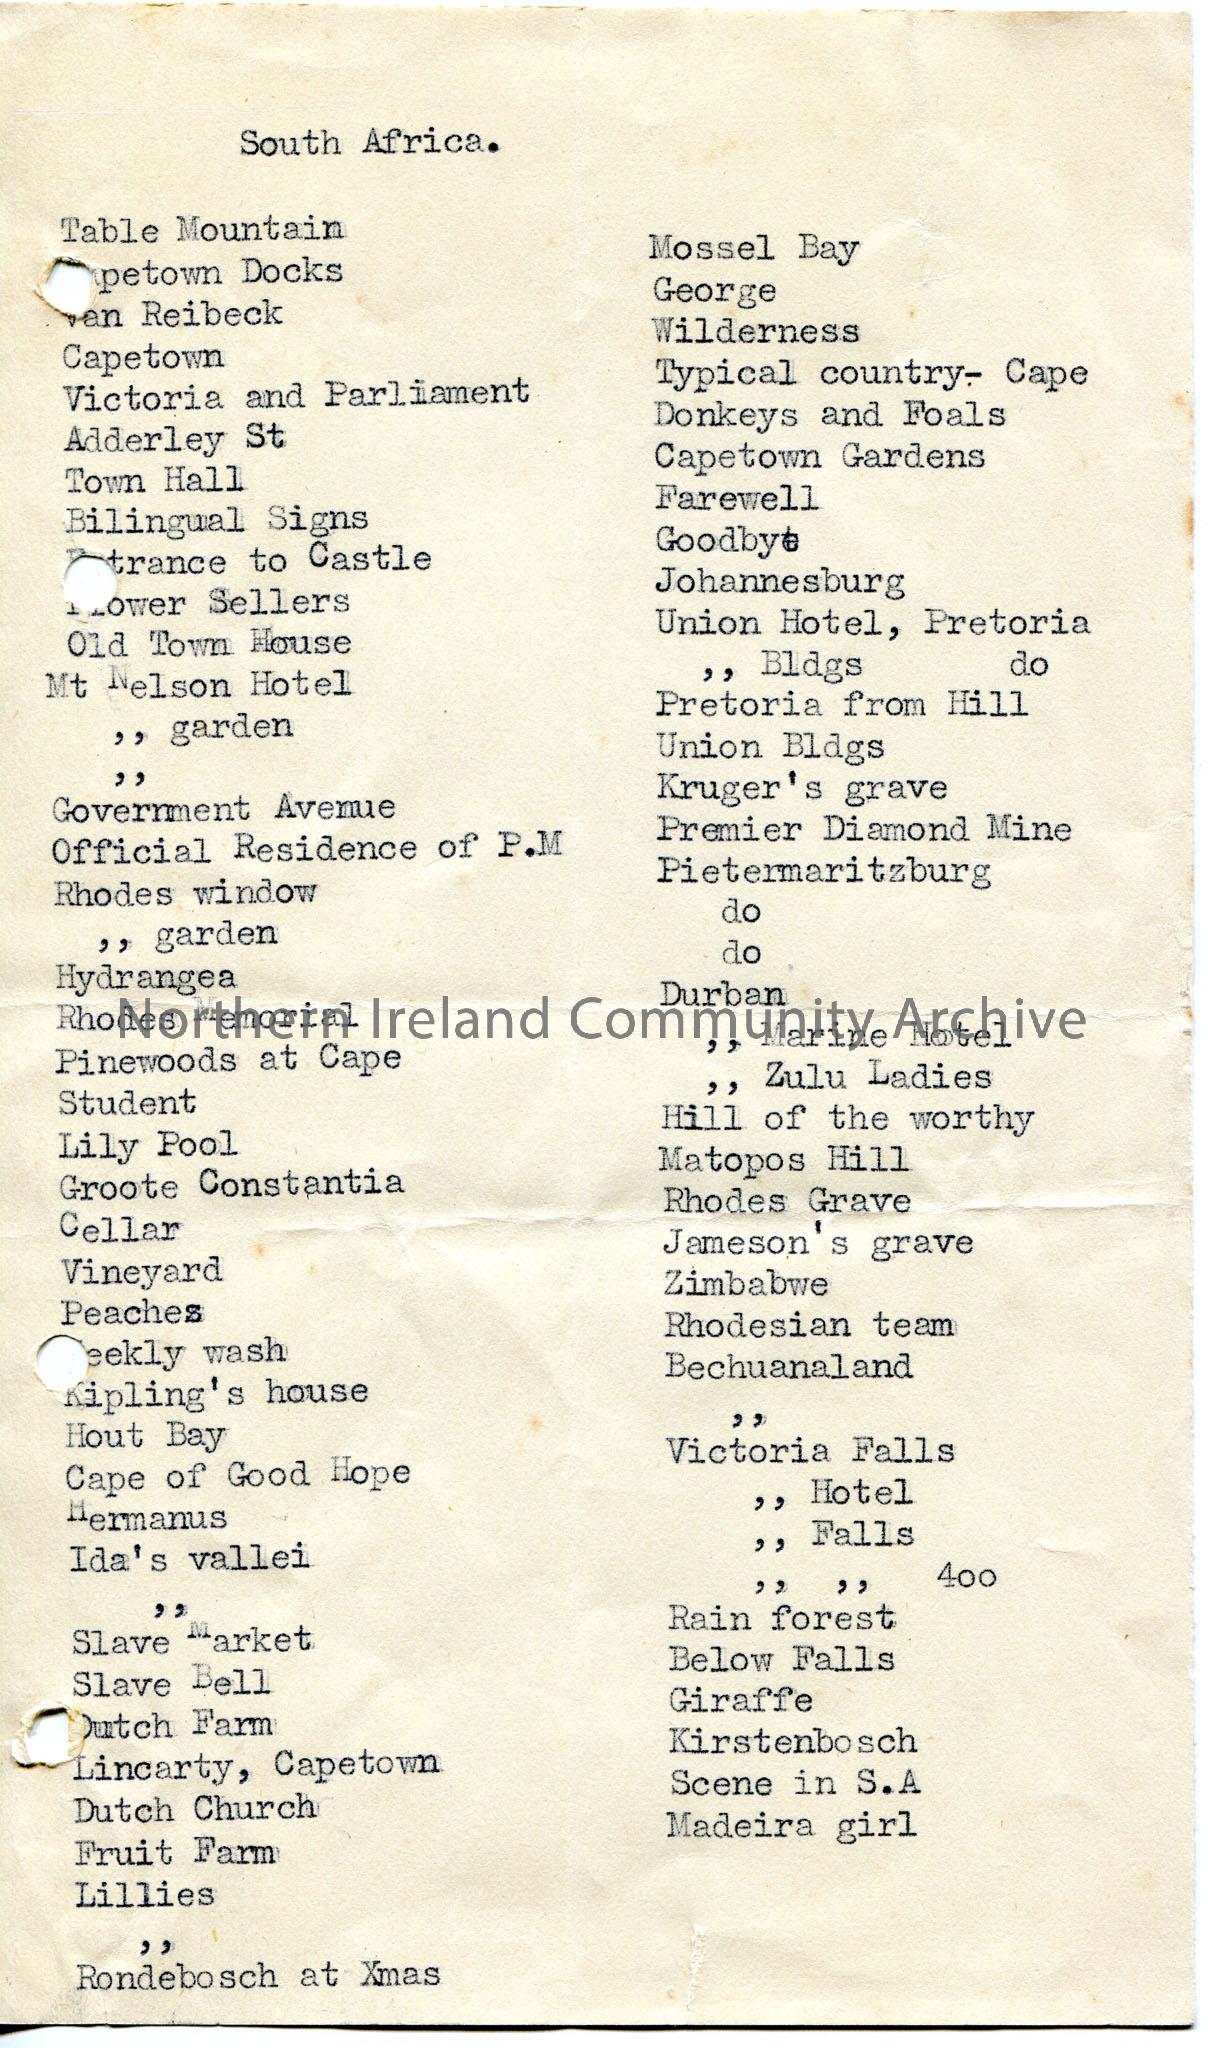 South Africa.
Table Mountain
Capetown Docks
Van Reibeck
Capetown
Victoria and Parliament
Adderley St
Town Hall
Bilingual Signs
Entrance to Castle
Flower Sellers
Old Town House
Mt Nelson Hotel
,, garden
,,
Government Avenue
Official Residence of P.M
Rhodes window
,, garden
Hydrangea
Rhodes Memorial
Pinewoods at Cape
Student
Lily Pool
Groote Constantia
Cellar
Vineyard
Peaches
Weekly wash
Kipling's house
Hout Bay
Cape of Good Hope
Hermanus
Ida's vallei
,,
Slave Market
Slave Bell
Dutch Farm
Lincarty, Capetown
Dutch Church
Fruit Farm
Lillies
,,
Rondebosch at Xmas
Mossel Bay
George
Wilderness
Typical country- Cape
Donkeys and Foals
Capetown Gardens
Farewell
Goodbye
Johannesburg
Union Hotel, Pretoria
,, Bldgs do
Pretoria from Hill
Union Bldgs
Kruger's grave
Premier Diamond Mine
Pietermaritzburg
do
do
Durban
,, Marine Hotel
,, Zulu Ladies
Hill of the worthy
Matopos Hill
Rhodes Grave
Jameson's grave
Zimbabwe
Rhodesian team
Bechuanaland
,,
Victoria Falls
,, Hotel
,, Falls
,, ,, 400
Rain forest
Below Falls
Giraffe
Kirstenbosch
Scene in S.A
Madeira girl
Northern Ireland Community Archive